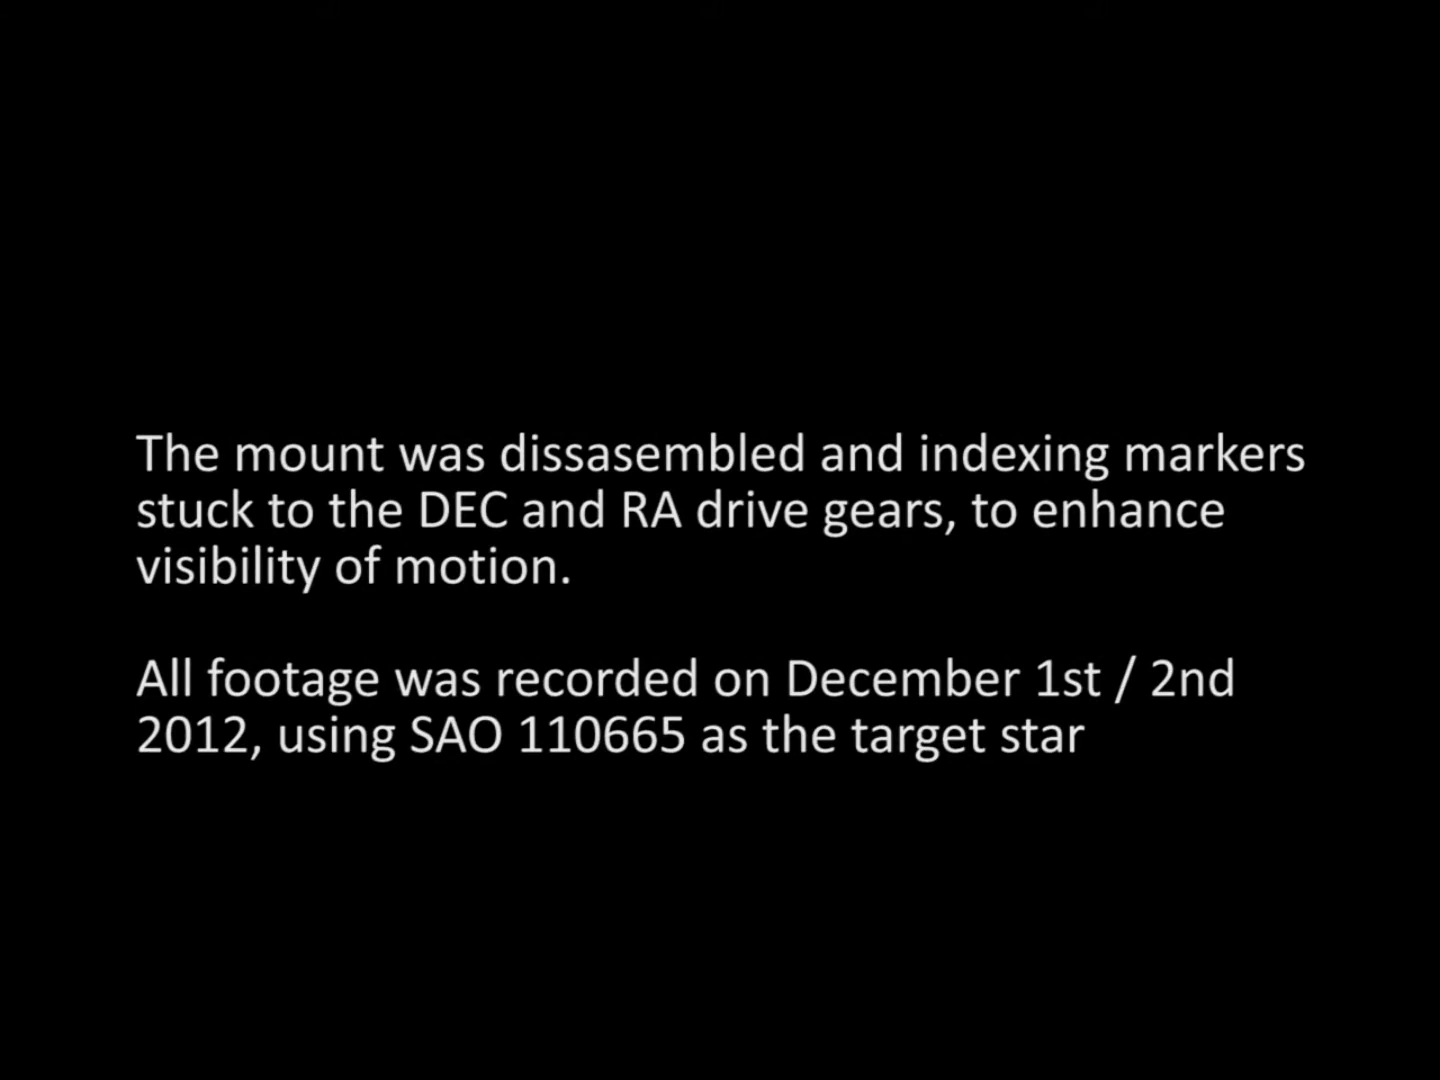 The mount was dissasembled and indexing markers
stuck to the DEC and RA drive gears, to enhance
visibility of motion.
All footage was recorded on December 1st / 2nd
2012, using SAO 110665 as the target star